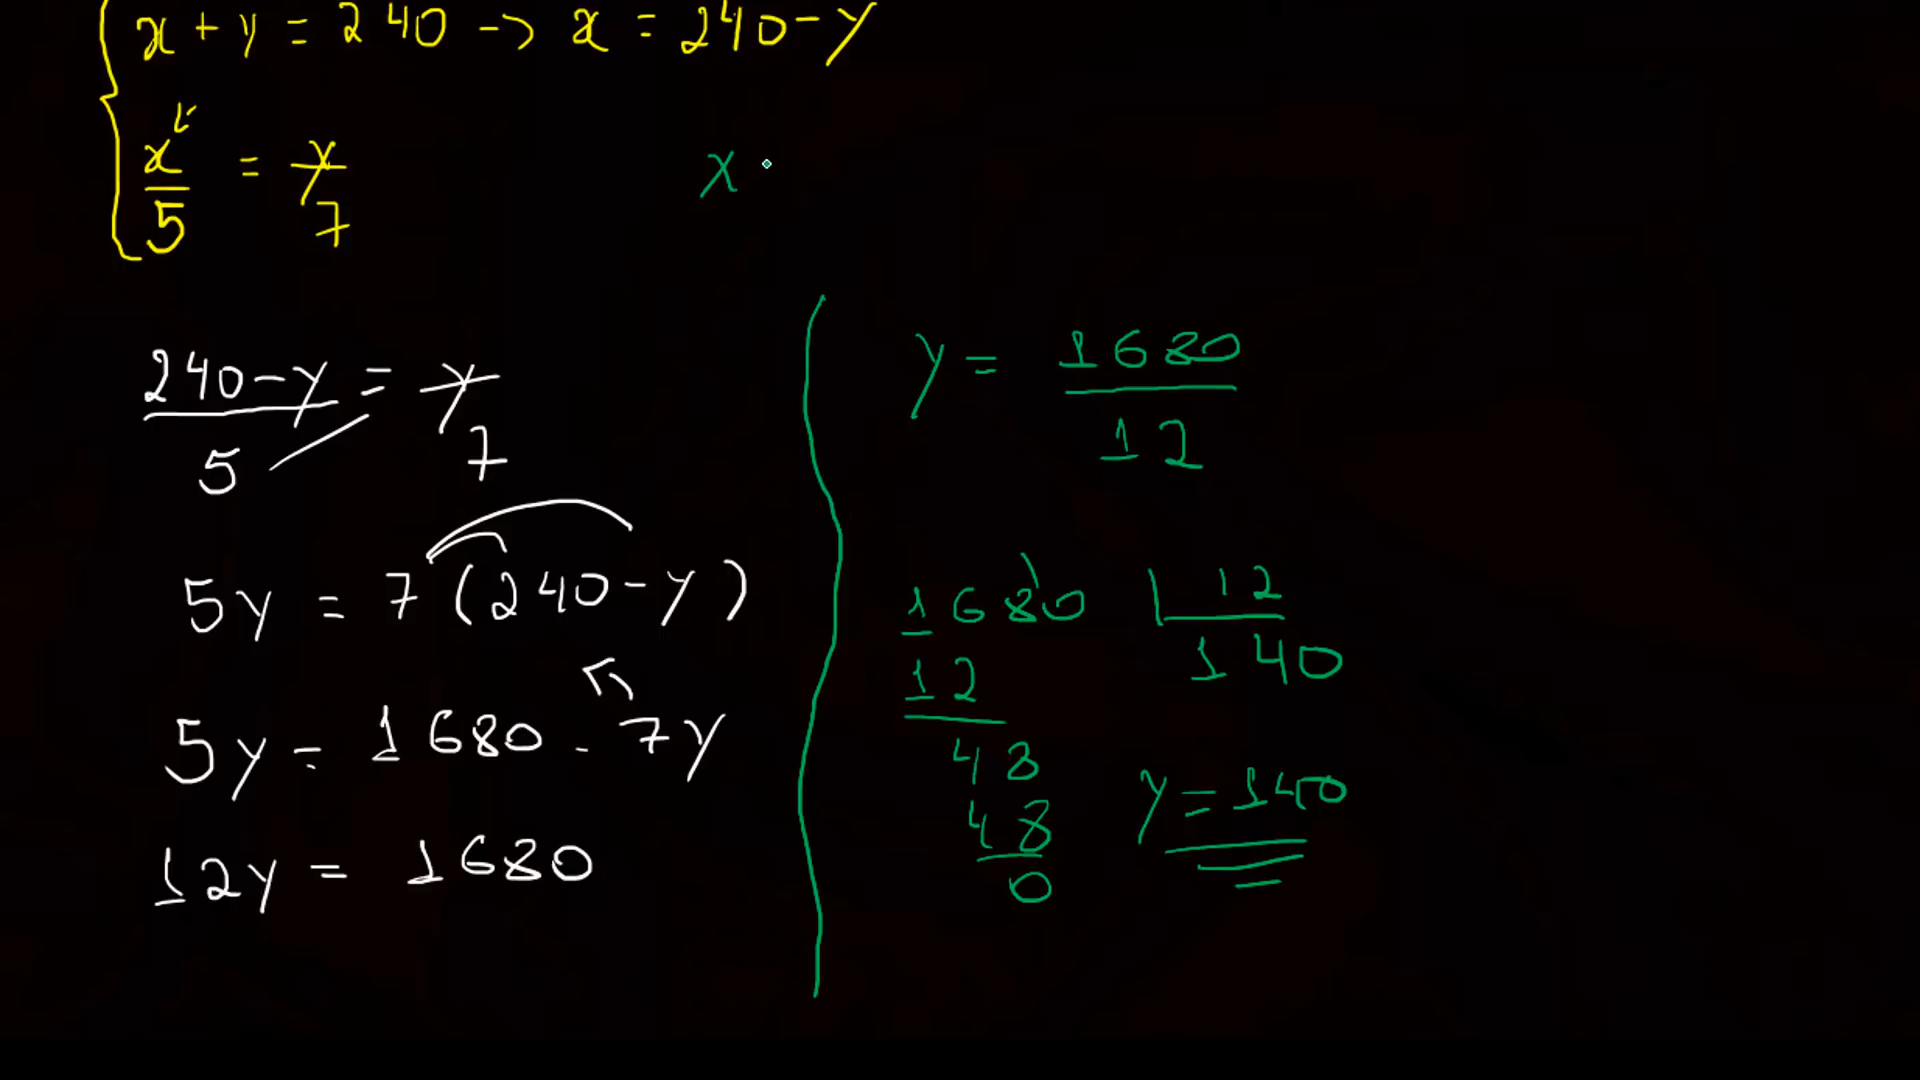 x + y = 240 -> x = 240 - y
x/5 = y/7
x
(240 - y)/5 = y/7
5y = 7(240 - y)
5y = 1680 - 7y
12y = 1680
y = 1680/12
1680 | 12
12 140
48
48
0
y = 140